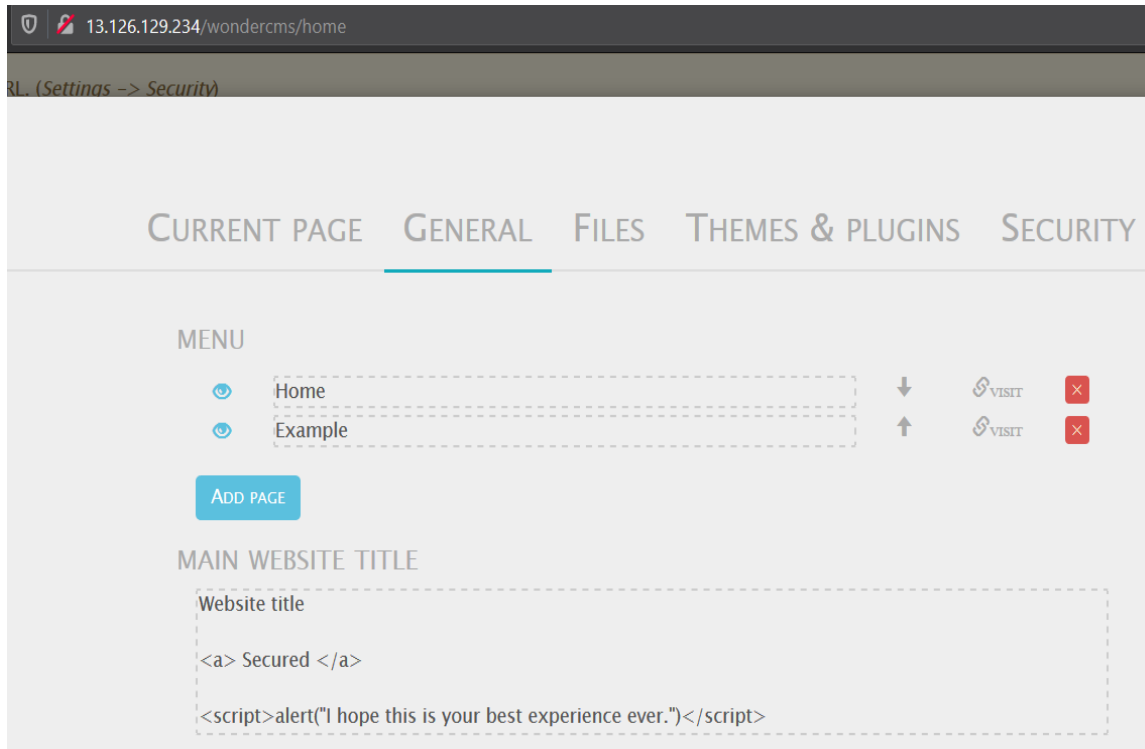 13.126.129.234/wondercms/home
RL. (Settings -> Security)
CURRENT PAGE GENERAL FILES THEMES & PLUGINS SECURITY
MENU
Home VISIT ×
Example VISIT ×
ADD PAGE
MAIN WEBSITE TITLE
Website title
<a> Secured </a>
<script>alert("I hope this is your best experience ever.")</script>